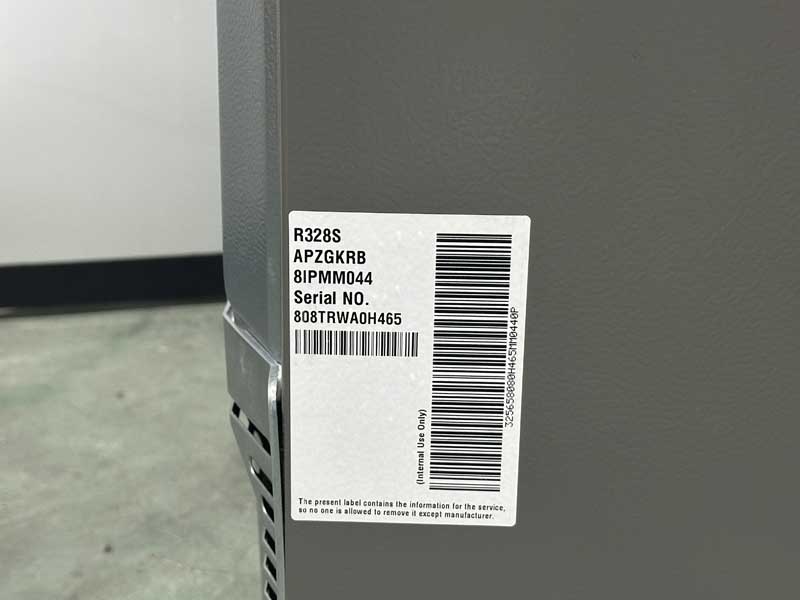 R328S
APZGKRB
8IPMM044
Serial NO.
808TRWA0H465
325658080H465MM0440P
(Internal Use Only)
The present label contains the information for the service,
so no one is allowed to remove it except manufacturer.